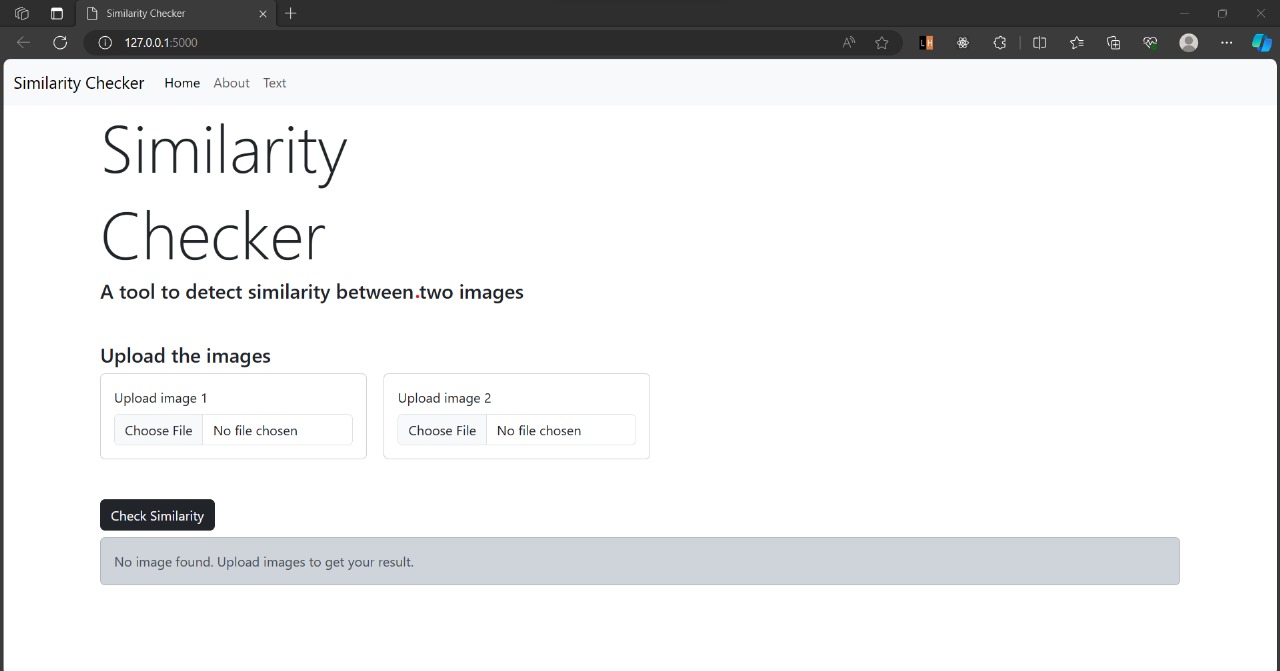 Similarity Checker
127.0.0.1:5000
Similarity Checker Home About Text
Similarity
Checker
A tool to detect similarity between.two images
Upload the images
Upload image 1 Upload image 2
Choose File No file chosen Choose File No file chosen
Check Similarity
No image found. Upload images to get your result.